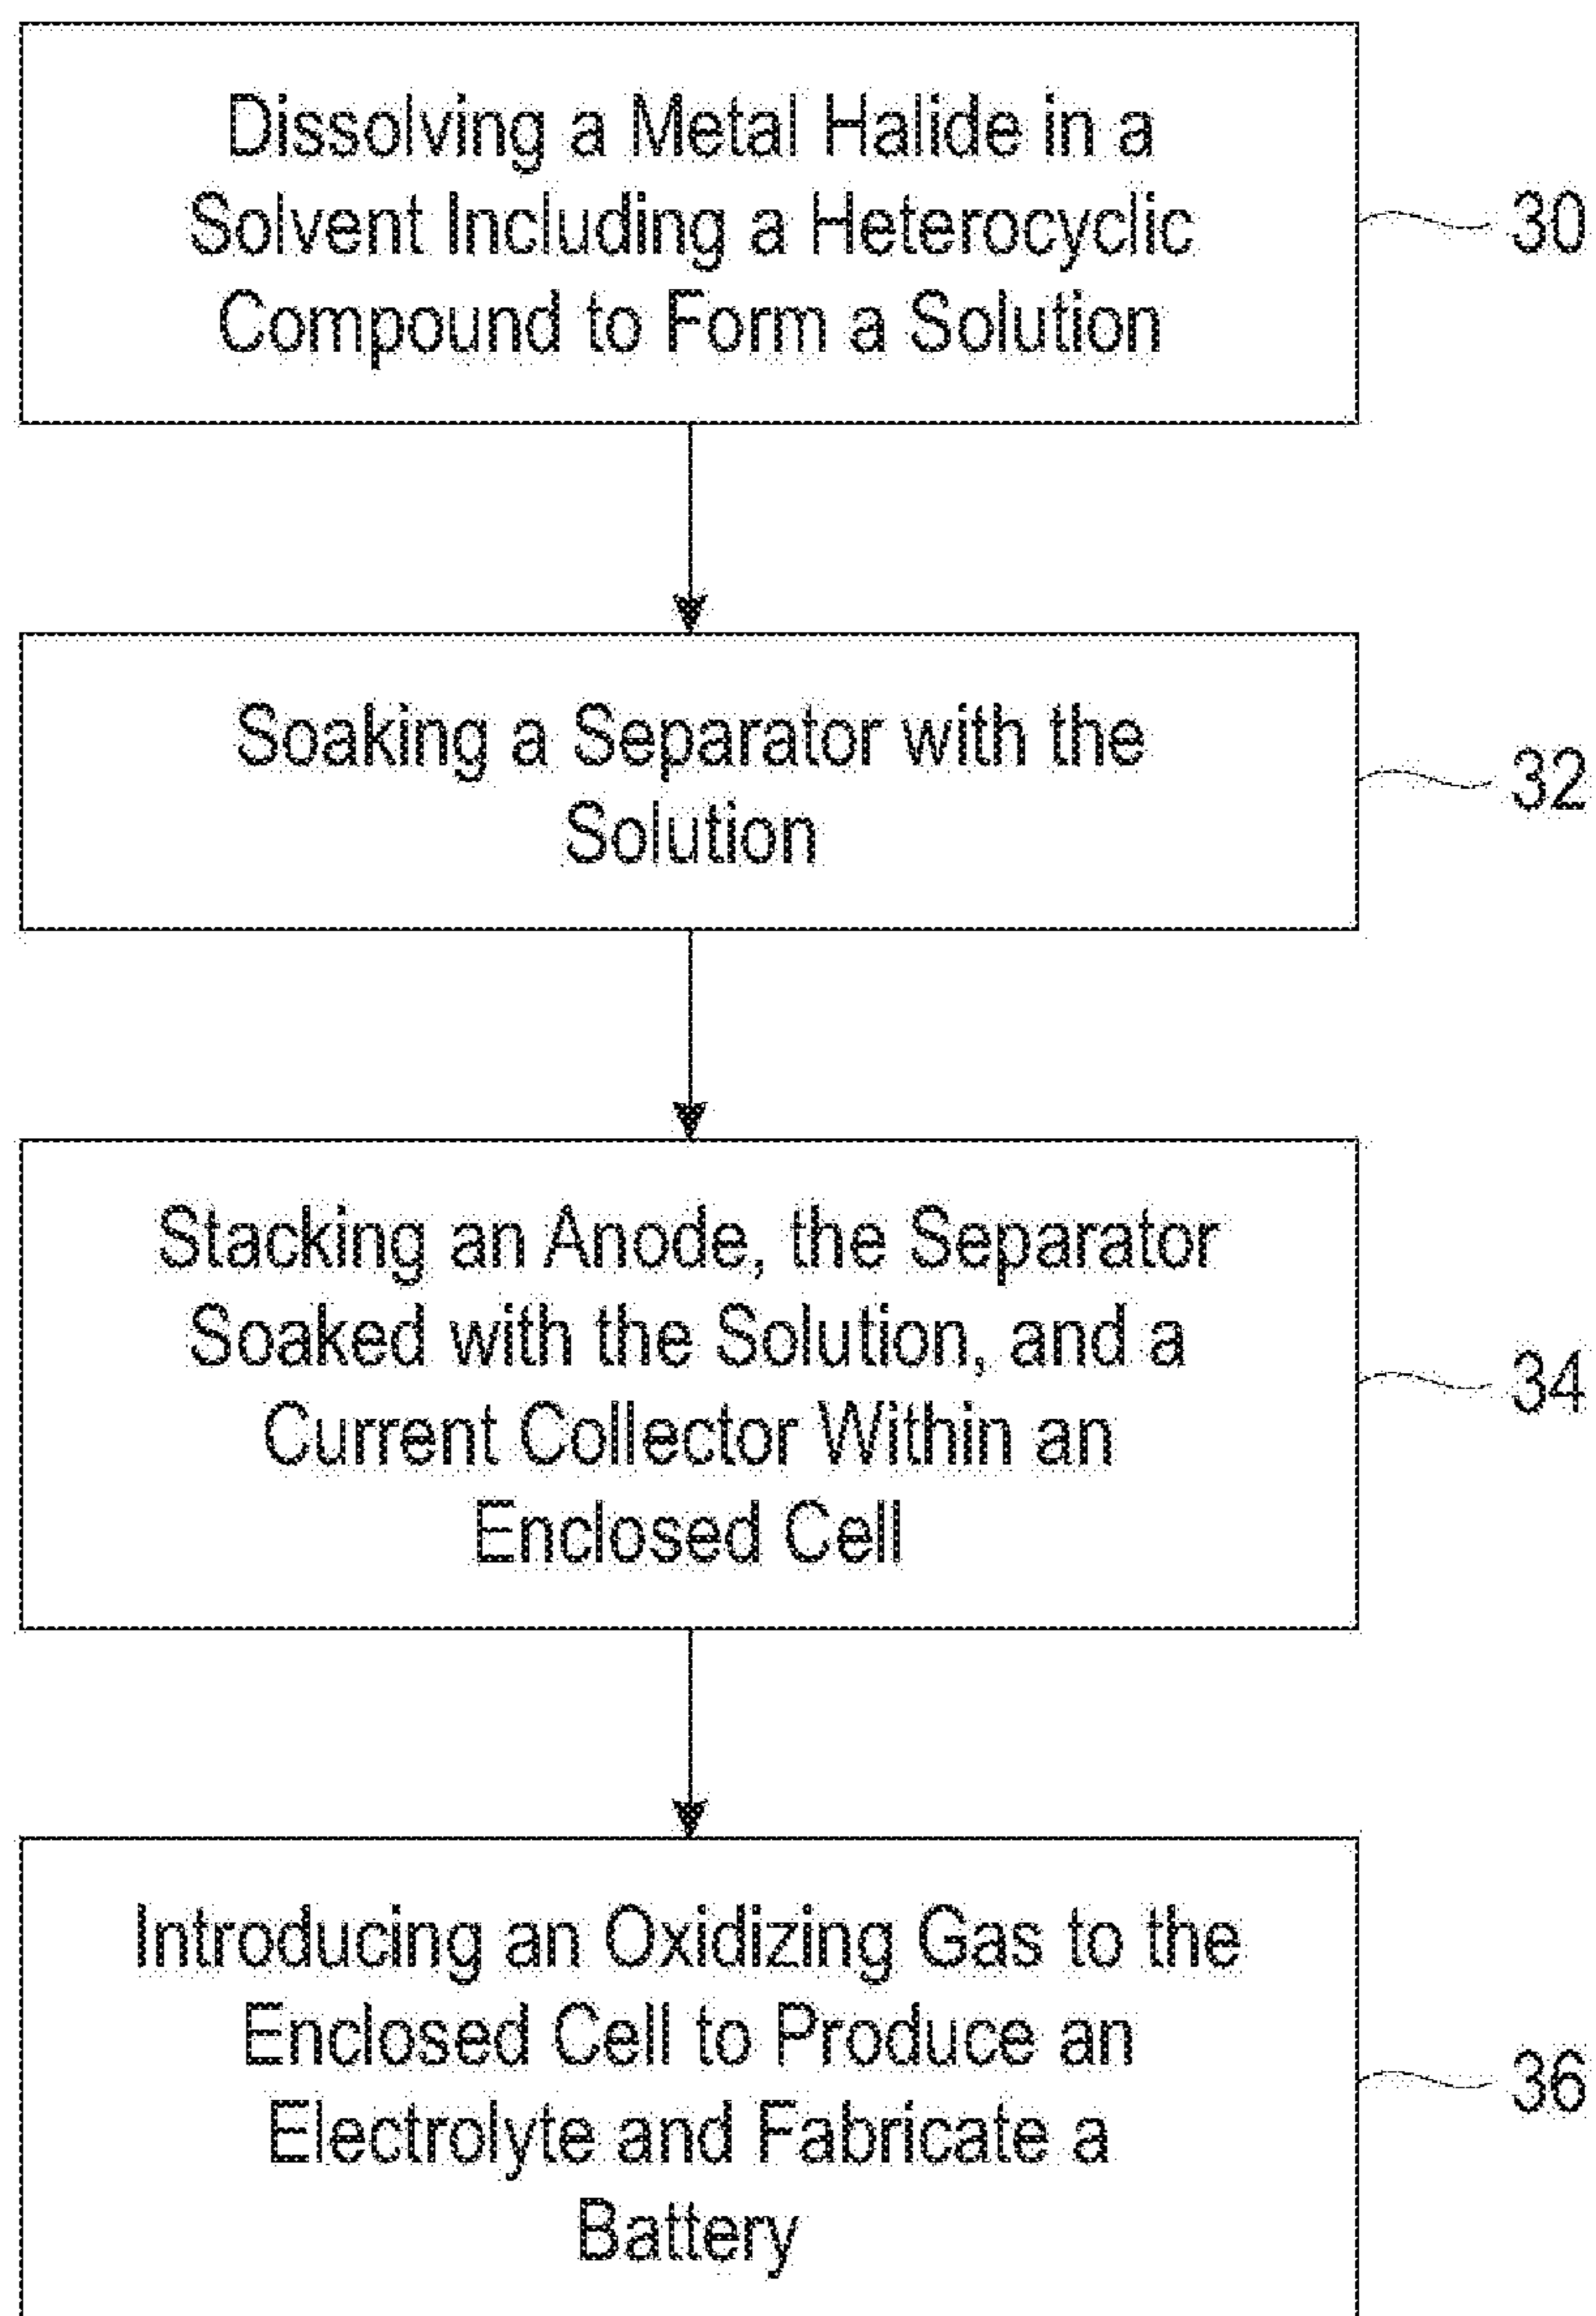 Dissolving a Metal Halide in a
Solvent Including a Heterocyclic
Compound to Form a Solution
30
Soaking a Separator with the
Solution
32
Stacking an Anode, the Separator
Soaked with the Solution, and a
Current Collector Within an
Enclosed Cell
34
Introducing an Oxidizing Gas to the
Enclosed Cell to Produce an
Electrolyte and Fabricate a
Battery
36